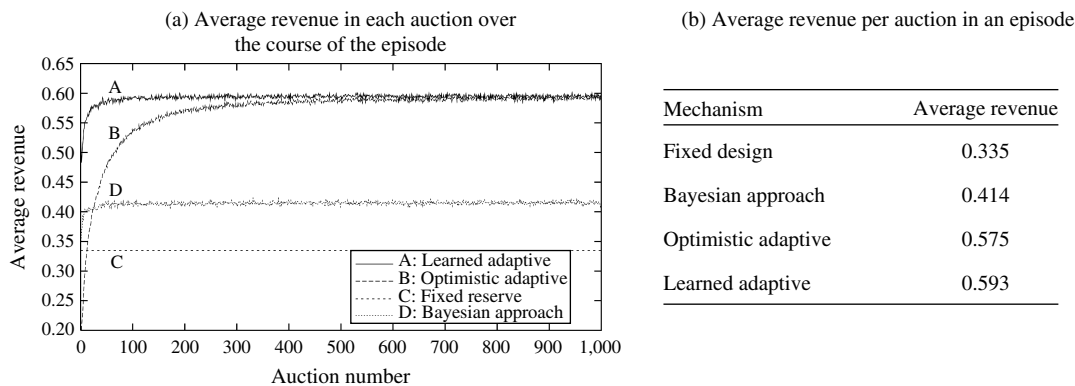 (a) Average revenue in each auction over
the course of the episode
0.65
0.60
0.55
0.50
0.45
0.40
0.35
0.30
0.25
0.20
Average revenue
A
B
D
C
A: Learned adaptive
B: Optimistic adaptive
C: Fixed reserve
D: Bayesian approach
0 100 200 300 400 500 600 700 800 900 1,000
Auction number
(b) Average revenue per auction in an episode
Mechanism Average revenue
Fixed design 0.335
Bayesian approach 0.414
Optimistic adaptive 0.575
Learned adaptive 0.593